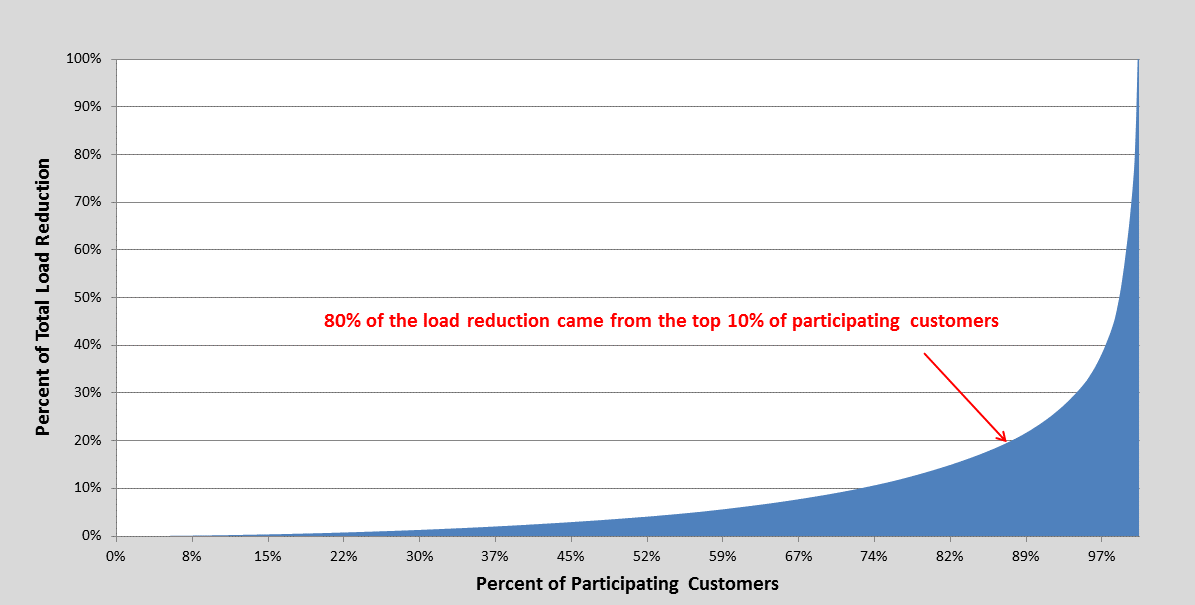 100%
90%
80%
70%
60%
50%
40%
30%
20%
10%
0%
Percent of Total Load Reduction
80% of the load reduction came from the top 10% of participating customers
0% 8% 15% 22% 30% 37% 45% 52% 59% 67% 74% 82% 89% 97%
Percent of Participating Customers